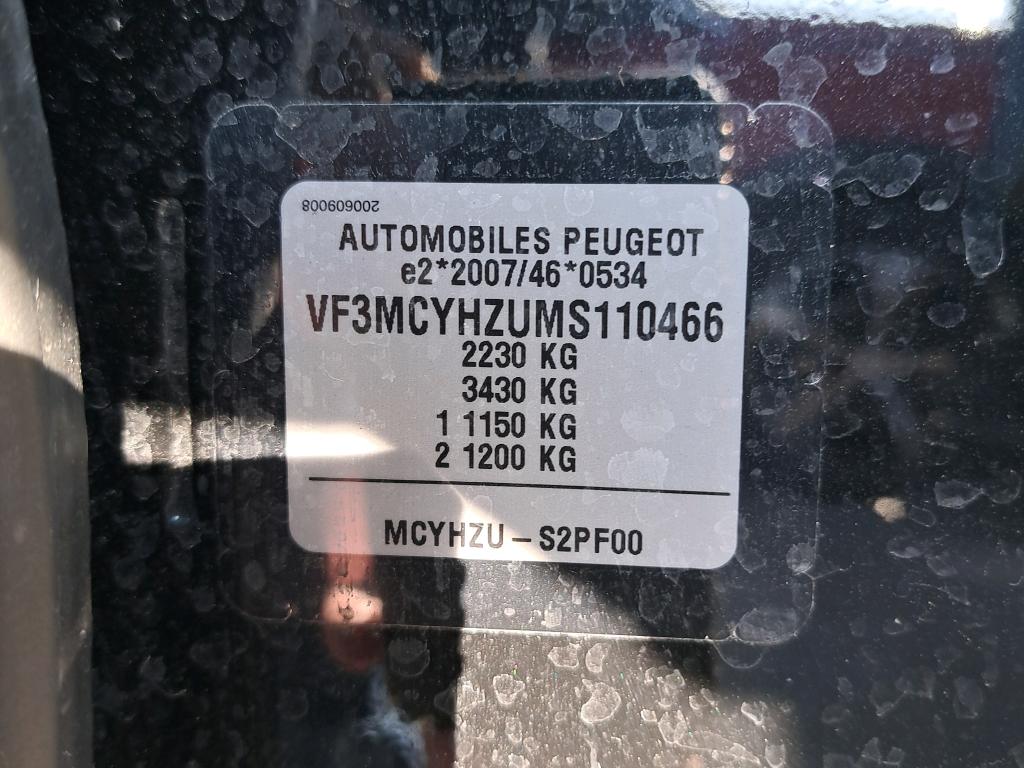 200609008
AUTOMOBILES PEUGEOT
e2*2007/46*0534
VF3MCYHZUMS110466
2230 KG
3430 KG
1 1150 KG
2 1200 KG
MCYHZU – S2PF00